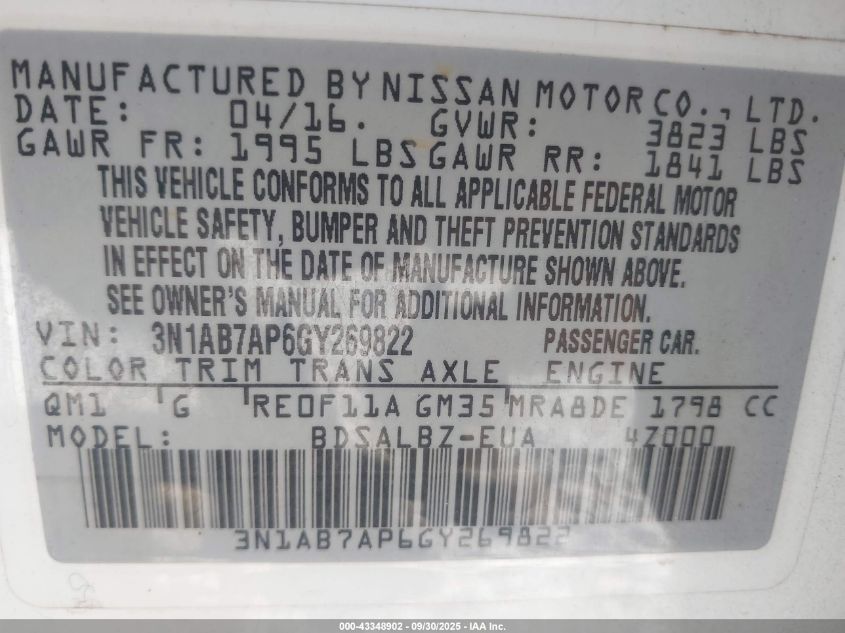 MANUFACTURED BY NISSAN MOTOR CO., LTD.
DATE: 04/16. GVWR: 3823 LBS
GAWR FR: 1995 LBS GAWR RR: 1841 LBS
THIS VEHICLE CONFORMS TO ALL APPLICABLE FEDERAL MOTOR
VEHICLE SAFETY, BUMPER AND THEFT PREVENTION STANDARDS
IN EFFECT ON THE DATE OF MANUFACTURE SHOWN ABOVE.
SEE OWNER'S MANUAL FOR ADDITIONAL INFORMATION.
VIN: 3N1AB7AP6GY269822 PASSENGER CAR.
COLOR TRIM TRANS AXLE ENGINE
QM1 G RE0F11A GM35 MRA8DE 1798 CC
MODEL: BDSALBZ-EUA 4Z000
3N1AB7AP6GY269822
000-43348902 - 09/30/2025 - IAA Inc.